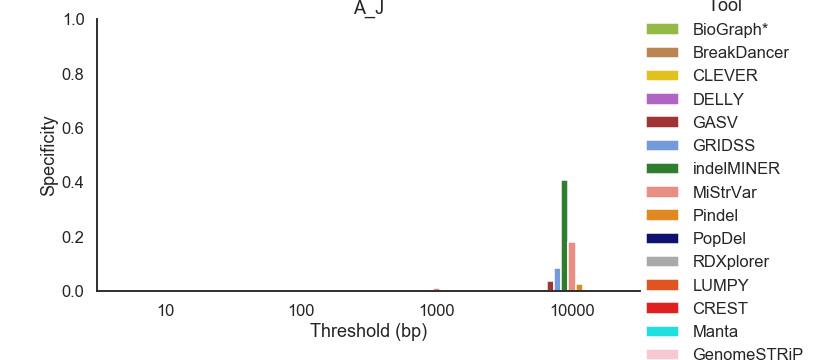 A_J
Tool
1.0
0.8
0.6
0.4
0.2
0.0
Specificity
10
100
1000
10000
Threshold (bp)
BioGraph*
BreakDancer
CLEVER
DELLY
GASV
GRIDSS
indelMINER
MiStrVar
Pindel
PopDel
RDXplorer
LUMPY
CREST
Manta
GenomeSTRiP